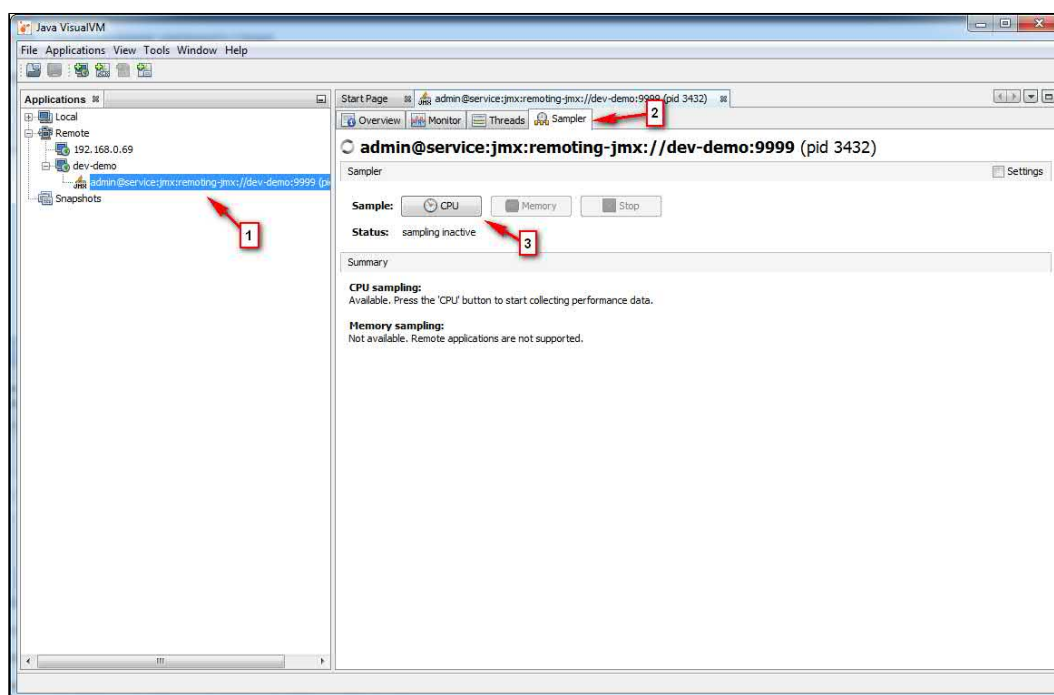 Java VisualVM
File Applications View Tools Window Help
Applications
Local
Remote
192.168.0.69
dev-demo
admin@service:jmx:remoting-jmx://dev-demo:9999
Snapshots
1
Start Page admin@service:jmx:remoting-jmx://dev-demo:9999 (pid 3432)
Overview Monitor Threads Sampler
2
admin@service:jmx:remoting-jmx://dev-demo:9999 (pid 3432)
Sampler Settings
Sample: CPU Memory Stop
Status: sampling inactive
3
Summary
CPU sampling:
Available. Press the 'CPU' button to start collecting performance data.
Memory sampling:
Not available. Remote applications are not supported.